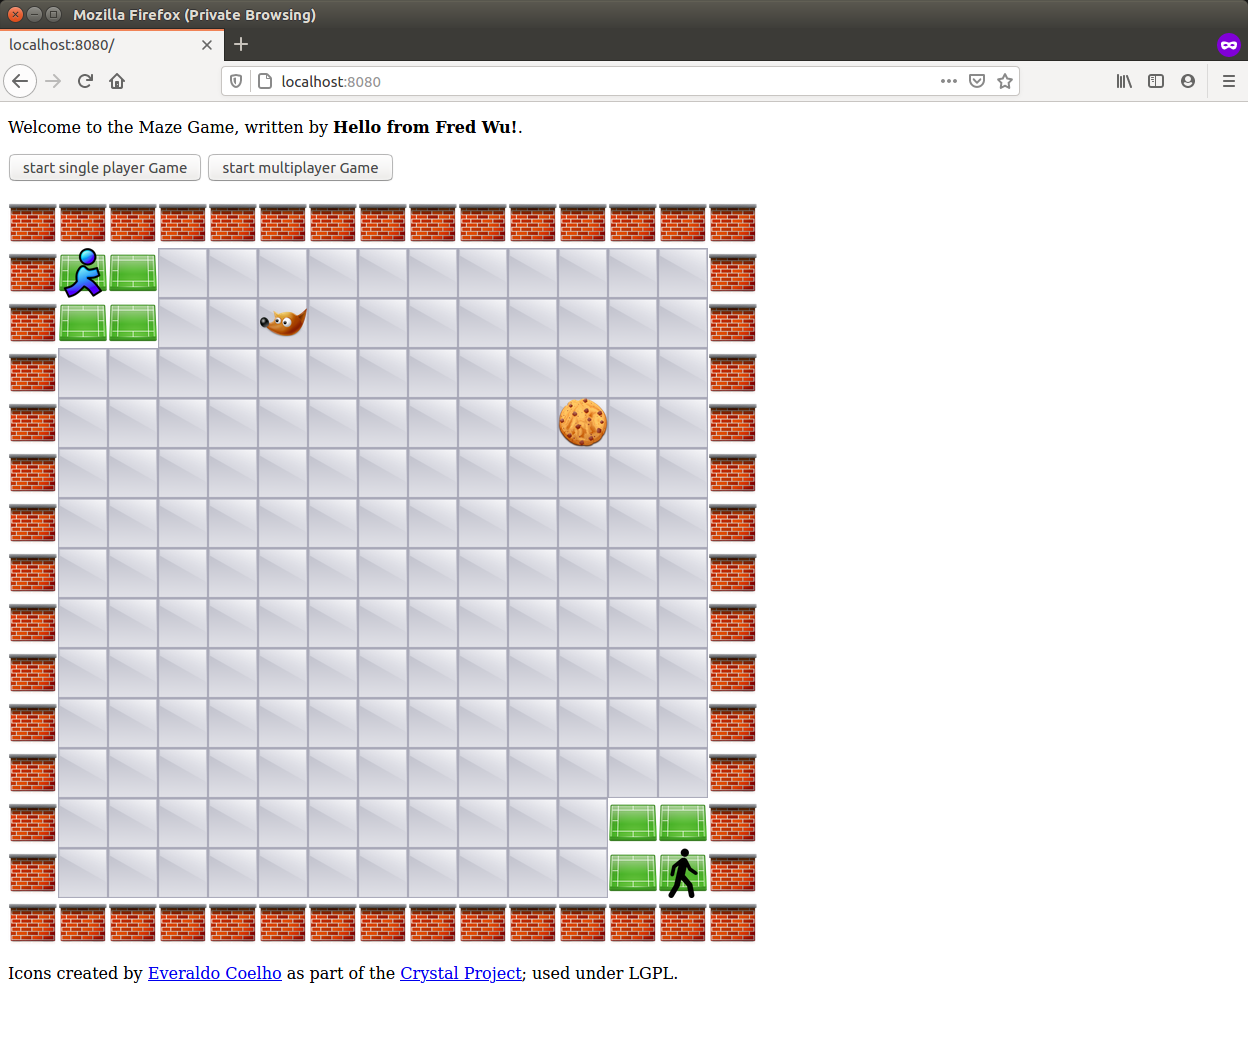 Mozilla Firefox (Private Browsing)
localhost:8080/
localhost:8080
Welcome to the Maze Game, written by Hello from Fred Wu!.
start single player Game start multiplayer Game
Icons created by Everaldo Coelho as part of the Crystal Project; used under LGPL.